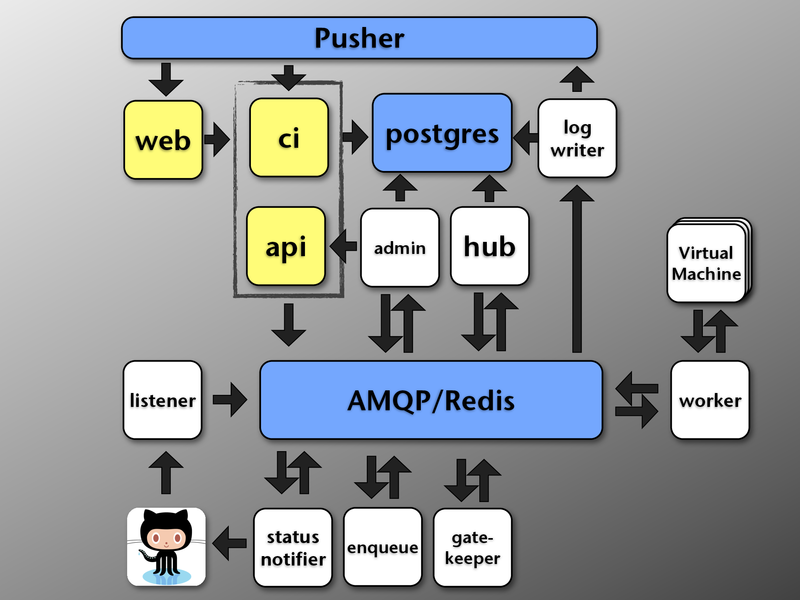 Pusher
web
ci
postgres
log
writer
api
admin
hub
Virtual
Machine
listener
AMQP/Redis
worker
status
notifier
enqueue
gate-
keeper